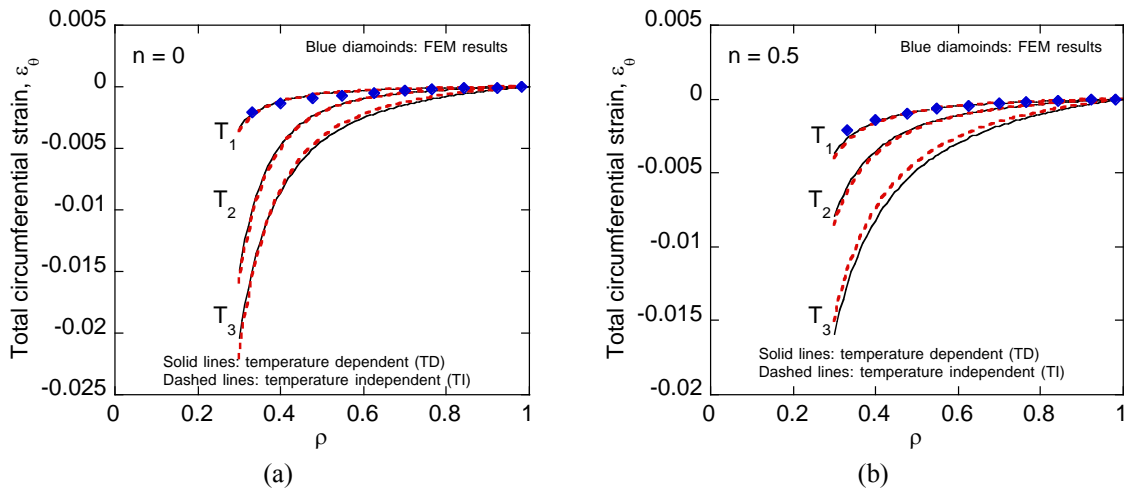 0.005
0
-0.005
-0.01
-0.015
-0.02
-0.025
Total circumferential strain, εθ
n = 0
Blue diamoinds: FEM results
T1
T2
T3
Solid lines: temperature dependent (TD)
Dashed lines: temperature independent (TI)
0 0.2 0.4 0.6 0.8 1
ρ
(a)
0.005
0
-0.005
-0.01
-0.015
-0.02
Total circumferential strain, εθ
n = 0.5
Blue diamoinds: FEM results
T1
T2
T3
Solid lines: temperature dependent (TD)
Dashed lines: temperature independent (TI)
0 0.2 0.4 0.6 0.8 1
ρ
(b)